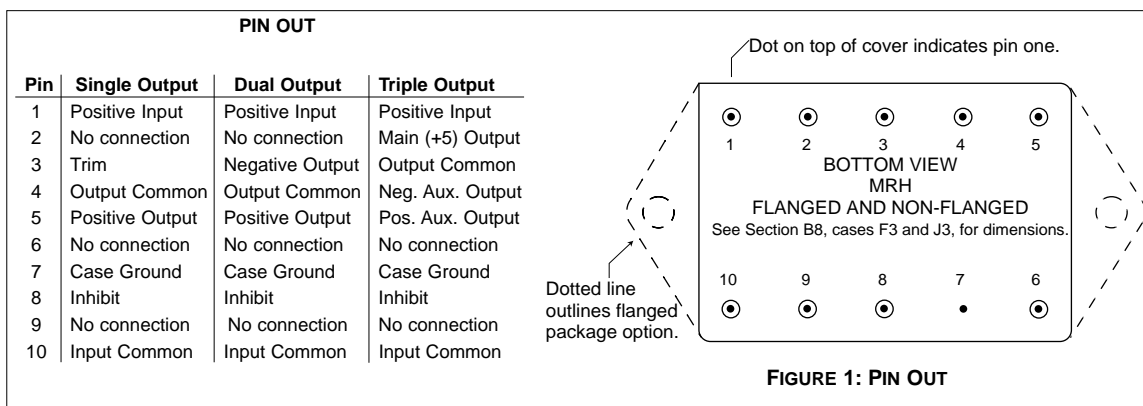 PIN OUT
Pin Single Output Dual Output Triple Output
1 Positive Input Positive Input Positive Input
2 No connection No connection Main (+5) Output
3 Trim Negative Output Output Common
4 Output Common Output Common Neg. Aux. Output
5 Positive Output Positive Output Pos. Aux. Output
6 No connection No connection No connection
7 Case Ground Case Ground Case Ground
8 Inhibit Inhibit Inhibit
9 No connection No connection No connection
10 Input Common Input Common Input Common
Dot on top of cover indicates pin one.
1 2 3 4 5
BOTTOM VIEW
MRH
FLANGED AND NON-FLANGED
See Section B8, cases F3 and J3, for dimensions.
10 9 8 7 6
Dotted line
outlines flanged
package option.
FIGURE 1: PIN OUT